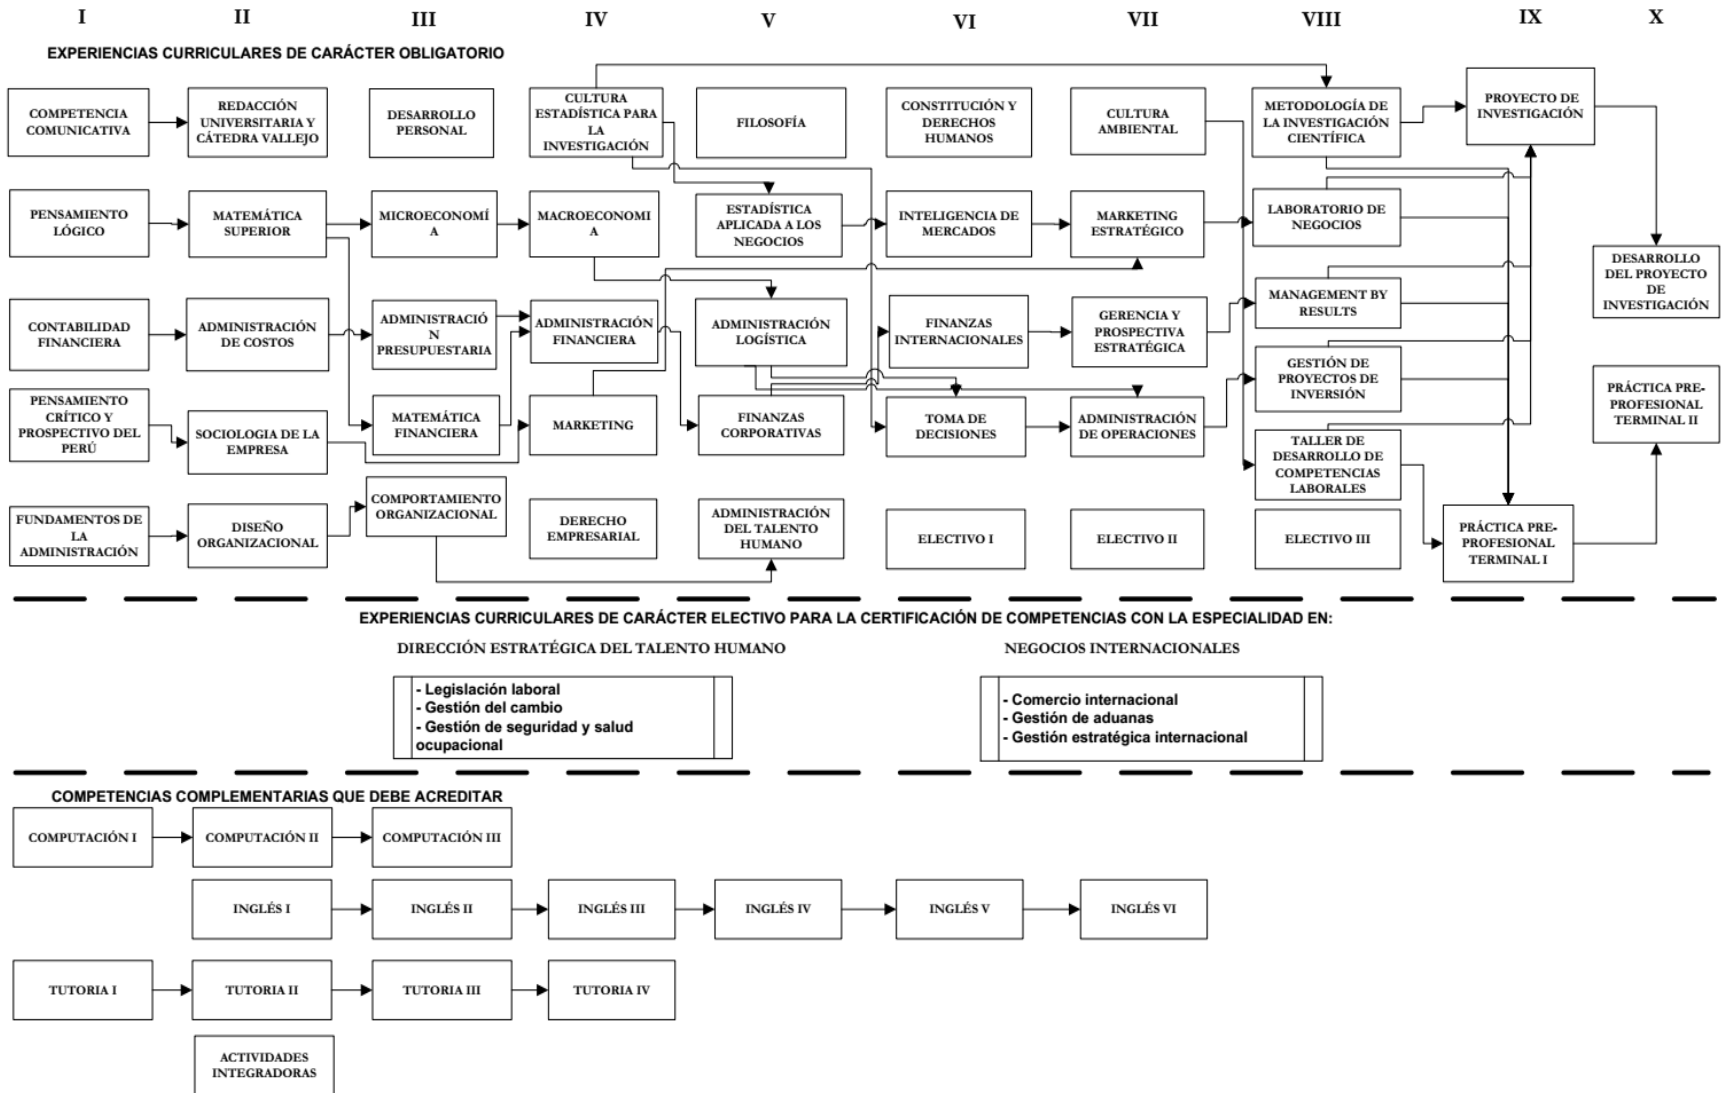 I II III IV V VI VII VIII IX X
EXPERIENCIAS CURRICULARES DE CARÁCTER OBLIGATORIO
COMPETENCIA
COMUNICATIVA
REDACCIÓN
UNIVERSITARIA Y
CÁTEDRA VALLEJO
DESARROLLO
PERSONAL
CULTURA
ESTADÍSTICA PARA
LA
INVESTIGACIÓN
FILOSOFÍA
CONSTITUCIÓN Y
DERECHOS
HUMANOS
CULTURA
AMBIENTAL
METODOLOGÍA DE
LA INVESTIGACIÓN
CIENTÍFICA
PROYECTO DE
INVESTIGACIÓN
PENSAMIENTO
LÓGICO
MATEMÁTICA
SUPERIOR
MICROECONOMÍ
A
MACROECONOMI
A
ESTADÍSTICA
APLICADA A LOS
NEGOCIOS
INTELIGENCIA DE
MERCADOS
MARKETING
ESTRATÉGICO
LABORATORIO DE
NEGOCIOS
DESARROLLO
DEL PROYECTO
DE
INVESTIGACIÓN
CONTABILIDAD
FINANCIERA
ADMINISTRACIÓN
DE COSTOS
ADMINISTRACIÓ
N
PRESUPUESTARIA
ADMINISTRACIÓN
FINANCIERA
ADMINISTRACIÓN
LOGÍSTICA
FINANZAS
INTERNACIONALES
GERENCIA Y
PROSPECTIVA
ESTRATÉGICA
MANAGEMENT BY
RESULTS
GESTIÓN DE
PROYECTOS DE
INVERSIÓN
PRÁCTICA PRE-
PROFESIONAL
TERMINAL II
PENSAMIENTO
CRÍTICO Y
PROSPECTIVO DEL
PERÚ
SOCIOLOGIA DE LA
EMPRESA
MATEMÁTICA
FINANCIERA
MARKETING
FINANZAS
CORPORATIVAS
TOMA DE
DECISIONES
ADMINISTRACIÓN
DE OPERACIONES
TALLER DE
DESARROLLO DE
COMPETENCIAS
LABORALES
FUNDAMENTOS DE
LA
ADMINISTRACIÓN
DISEÑO
ORGANIZACIONAL
COMPORTAMIENTO
ORGANIZACIONAL
DERECHO
EMPRESARIAL
ADMINISTRACIÓN
DEL TALENTO
HUMANO
ELECTIVO I
ELECTIVO II
ELECTIVO III
PRÁCTICA PRE-
PROFESIONAL
TERMINAL I
EXPERIENCIAS CURRICULARES DE CARÁCTER ELECTIVO PARA LA CERTIFICACIÓN DE COMPETENCIAS CON LA ESPECIALIDAD EN:
DIRECCIÓN ESTRATÉGICA DEL TALENTO HUMANO
- Legislación laboral
- Gestión del cambio
- Gestión de seguridad y salud
ocupacional
NEGOCIOS INTERNACIONALES
- Comercio internacional
- Gestión de aduanas
- Gestión estratégica internacional
COMPETENCIAS COMPLEMENTARIAS QUE DEBE ACREDITAR
COMPUTACIÓN I
COMPUTACIÓN II
COMPUTACIÓN III
INGLÉS I
INGLÉS II
INGLÉS III
INGLÉS IV
INGLÉS V
INGLÉS VI
TUTORIA I
TUTORIA II
TUTORIA III
TUTORIA IV
ACTIVIDADES
INTEGRADORAS